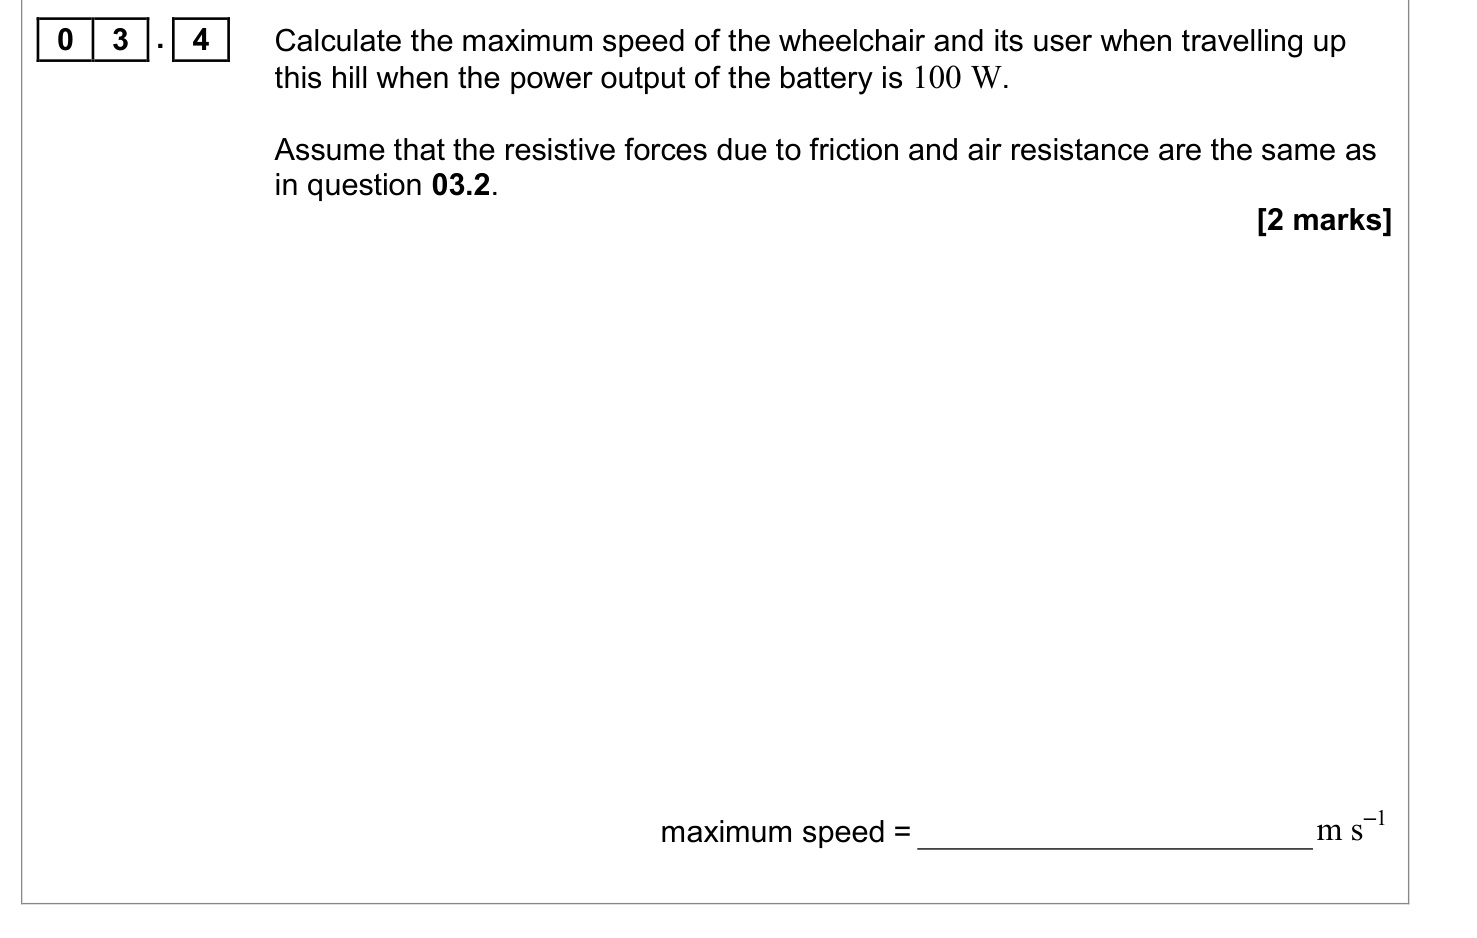 0 3 . 4 Calculate the maximum speed of the wheelchair and its user when travelling up
this hill when the power output of the battery is 100 W.
Assume that the resistive forces due to friction and air resistance are the same as
in question 03.2.
[2 marks]
maximum speed = ______________________ m s⁻¹